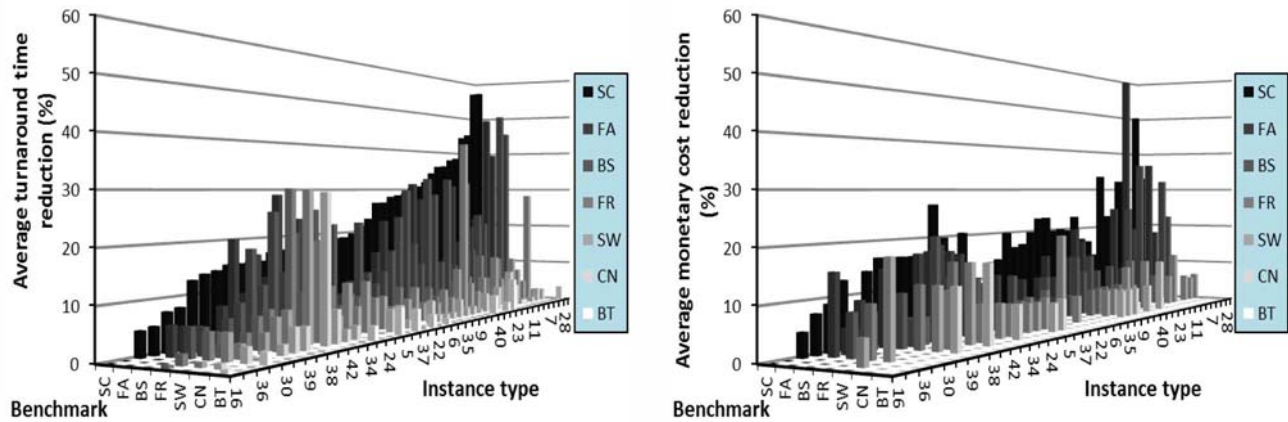 Average turnaround time
reduction (%)
60
50
40
30
20
10
0
SC
FA
BS
FR
SW
CN
BT
16
36
30
39
38
42
34
24
5
37
22
6
35
9
40
23
11
7
28
Benchmark
Instance type
SC
FA
BS
FR
SW
CN
BT
Average monetary cost reduction
(%)
60
50
40
30
20
10
0
SC
FA
BS
FR
SW
CN
BT
16
36
30
39
38
42
34
24
5
37
22
6
35
9
40
23
11
7
28
Benchmark
Instance type
SC
FA
BS
FR
SW
CN
BT